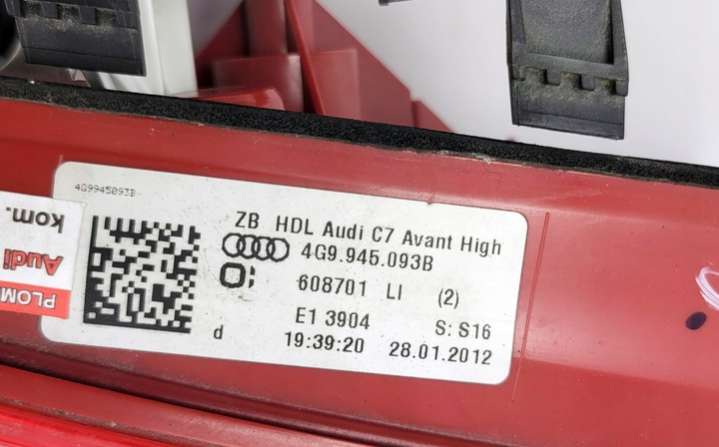 4G9945093B
ZB HDL Audi C7 Avant High
4G9.945.093B
608701 LI (2)
E1 3904 S: S16
d 19:39:20 28.01.2012
kom.
Audi
PLOM